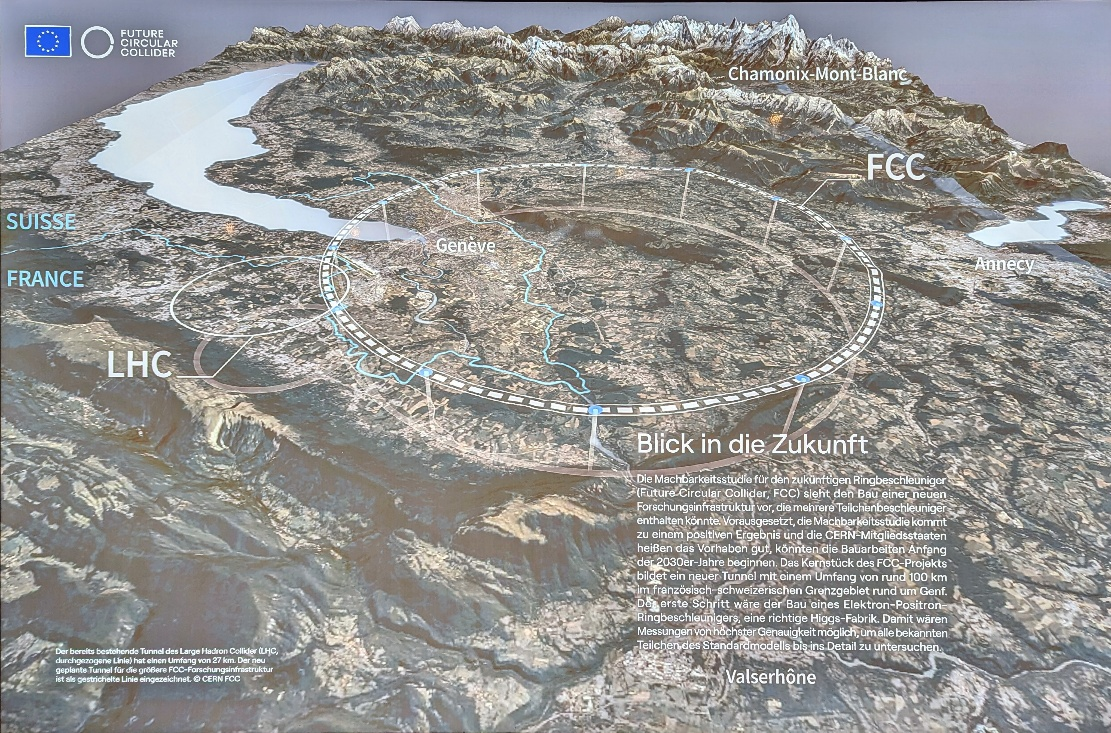 FUTURE
CIRCULAR
COLLIDER
Chamonix-Mont-Blanc
FCC
SUISSE
Genève
Annecy
FRANCE
LHC
Blick in die Zukunft
Die Machbarkeitsstudie für den zukünftigen Ringbeschleuniger
(Future Circular Collider, FCC) sieht den Bau einer neuen
Forschungsinfrastruktur vor, die mehrere Teilchenbeschleuniger
enthalten könnte. Vorausgesetzt, die Machbarkeitsstudie kommt
zu einem positiven Ergebnis und die CERN-Mitgliedsstaaten
heißen das Vorhaben gut, könnten die Bauarbeiten Anfang
der 2030er-Jahre beginnen. Das Kernstück des FCC-Projekts
bildet ein neuer Tunnel mit einem Umfang von rund 100 km
im französisch-schweizerischen Grenzgebiet rund um Genf.
Der erste Schritt wäre der Bau eines Elektron-Positron-
Ringbeschleunigers, eine richtige Higgs-Fabrik. Damit wären
Messungen von höchster Genauigkeit möglich, um alle bekannten
Teilchen des Standardmodells bis ins Detail zu untersuchen.
Der bereits bestehende Tunnel des Large Hadron Collider (LHC,
durchgezogene Linie) hat einen Umfang von 27 km. Der neu
geplante Tunnel für die größere FCC-Forschungsinfrastruktur
ist als gestrichelte Linie eingezeichnet. © CERN FCC
Valserhône